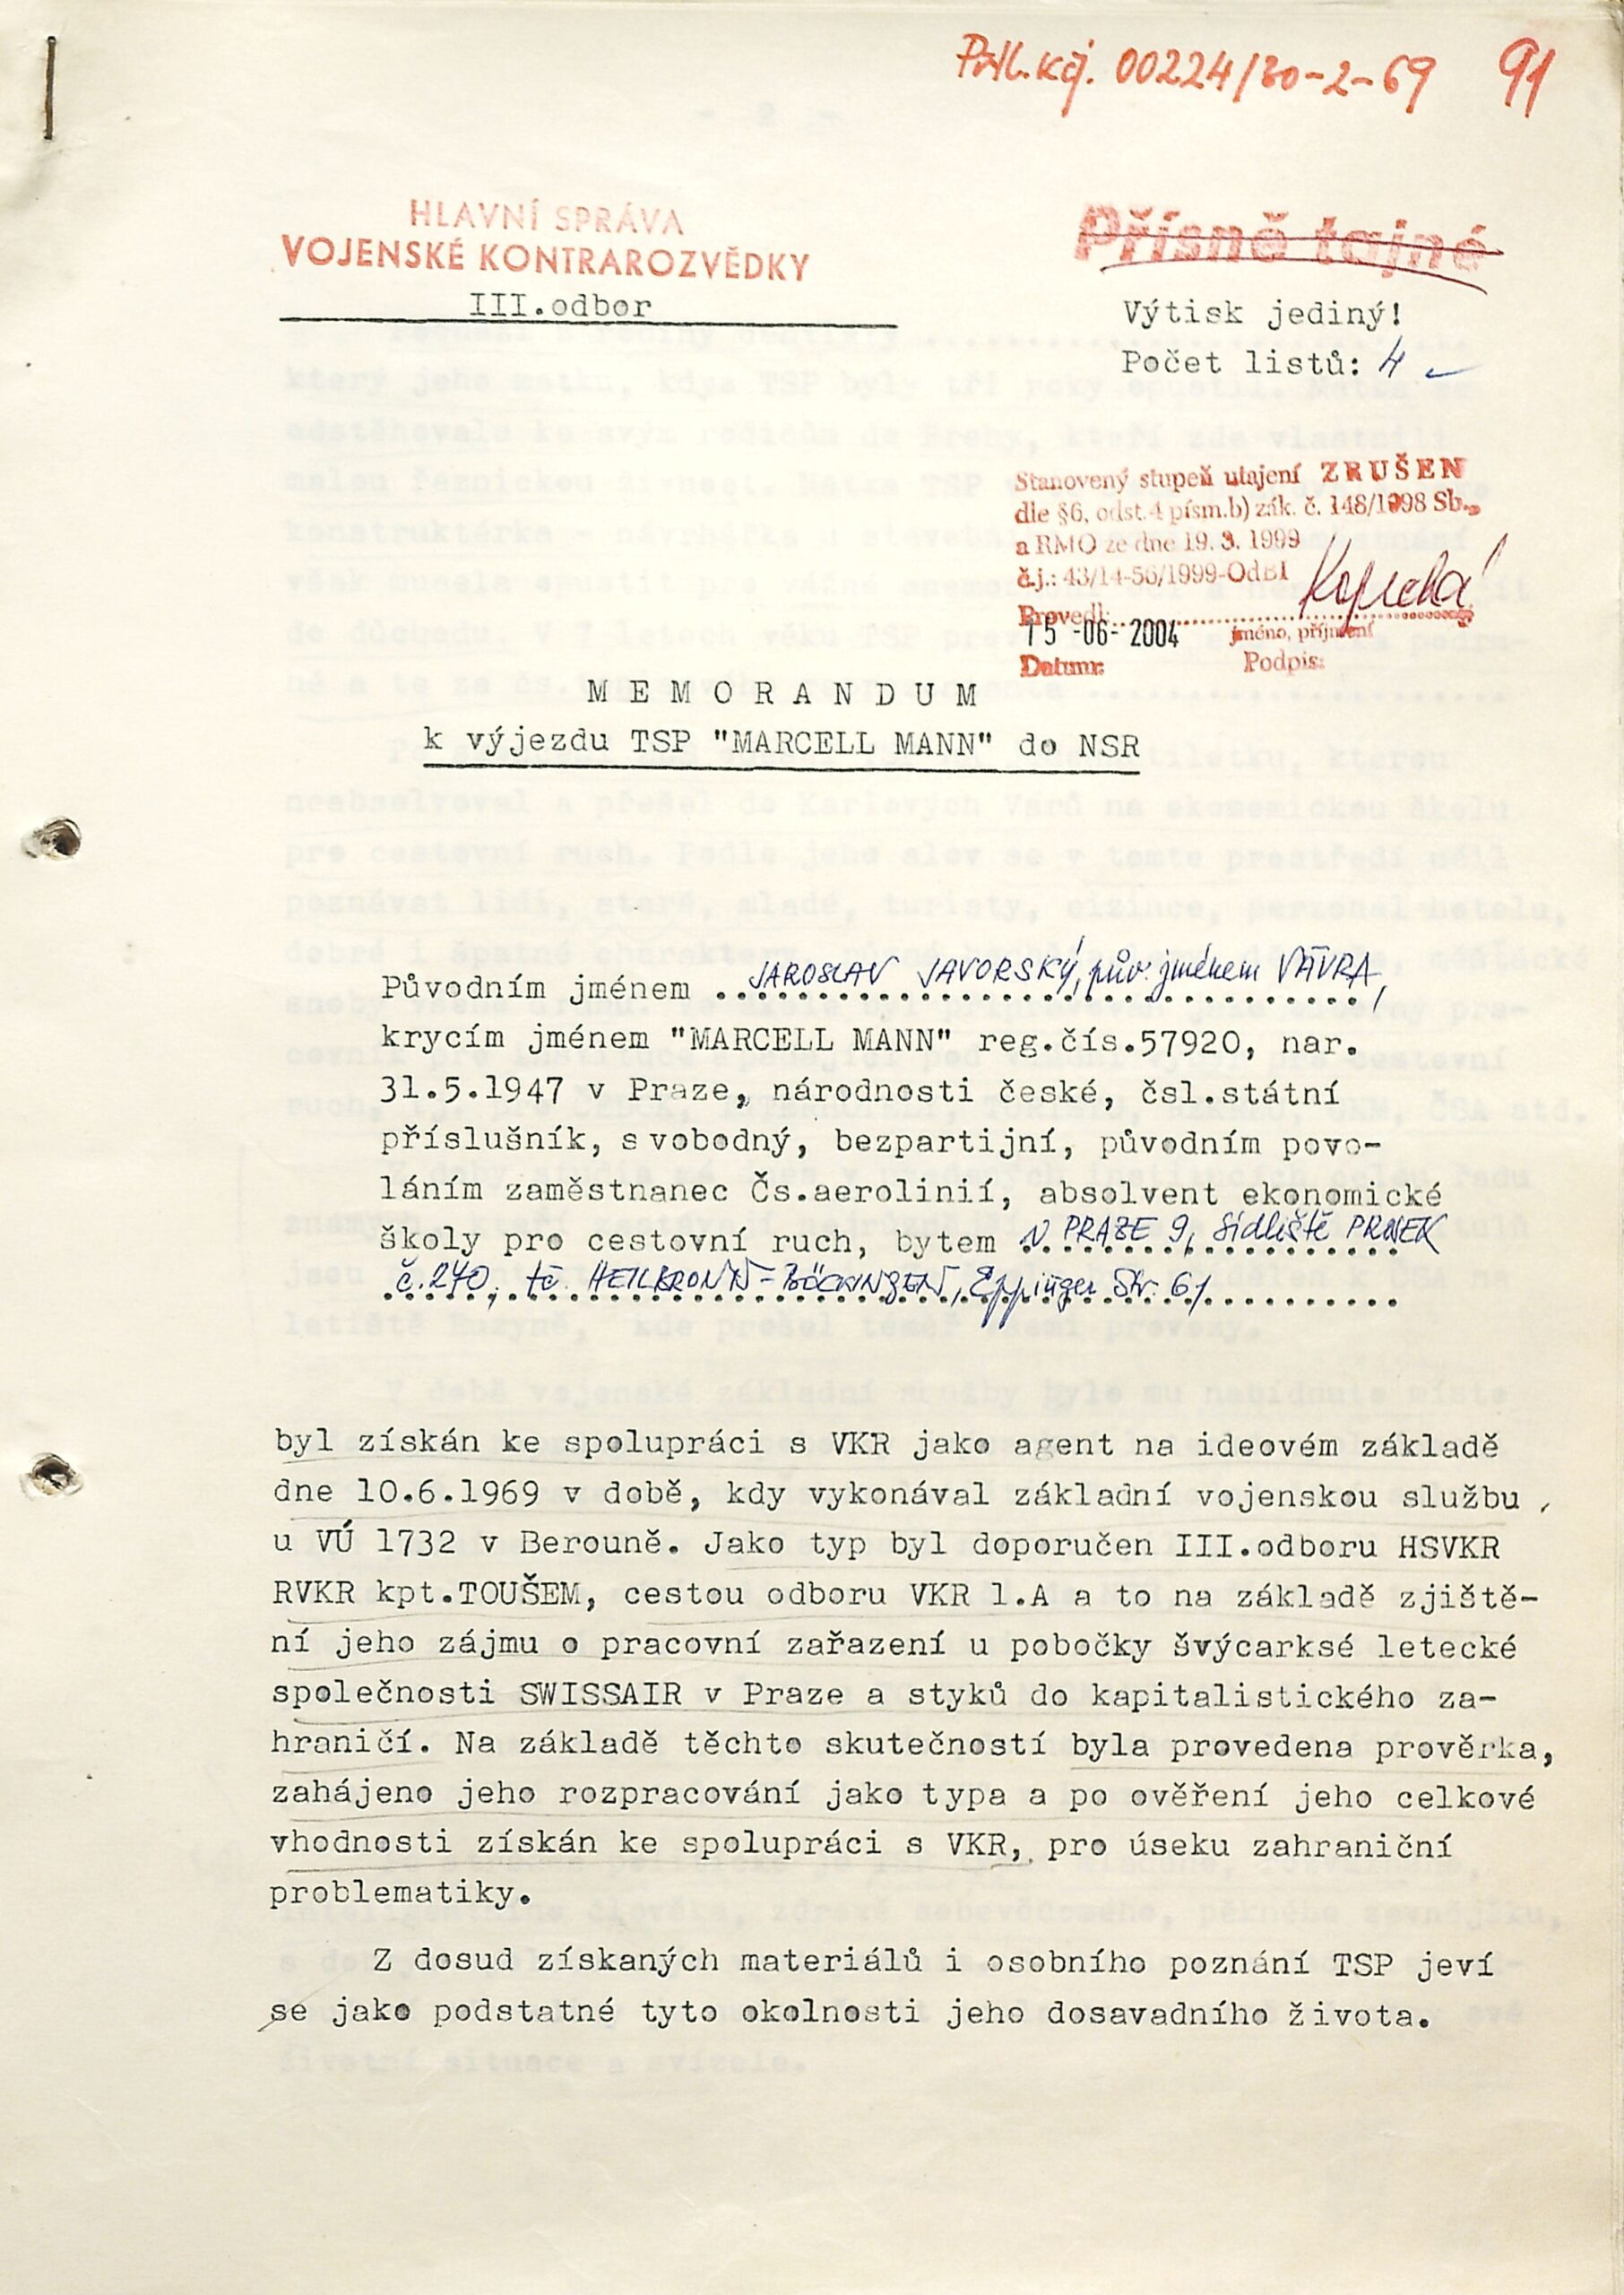 Příl. k čj. 00224/30-2-69 91
HLAVNÍ SPRÁVA
VOJENSKÉ KONTRAROZVĚDKY
III.odbor
Přísně tajné
Výtisk jediný!
Počet listů: 4
Stanovený stupeň utajení ZRUŠEN
dle §6, odst.4 písm.b) zák. č. 148/1998 Sb.,
a RMO ze dne 19. 3. 1999
č.j.: 43/14-56/1999-OdBI
Provedl:
15 -06- 2004 jméno, příjmení
Datum: Podpis:
M E M O R A N D U M
k výjezdu TSP "MARCELL MANN" do NSR
Původním jménem JAROSLAV JAVORSKÝ, pův. jménem VÁVRA,
krycím jménem "MARCELL MANN" reg.čís.57920, nar.
31.5.1947 v Praze, národnosti české, čsl.státní
příslušník, svobodný, bezpartijní, původním povo-
láním zaměstnanec Čs.aerolinií, absolvent ekonomické
školy pro cestovní ruch, bytem v PRAZE 9, Sídliště PROSEK
č.240, tč. HEILBRONN-BÖCKINGEN, Eppinger Str. 61
byl získán ke spolupráci s VKR jako agent na ideovém základě
dne 10.6.1969 v době, kdy vykonával základní vojenskou službu
u VÚ 1732 v Berouně. Jako typ byl doporučen III.odboru HSVKR
RVKR kpt.TOUŠEM, cestou odboru VKR 1.A a to na základě zjiště-
ní jeho zájmu o pracovní zařazení u pobočky švýcarksé letecké
společnosti SWISSAIR v Praze a styků do kapitalistického za-
hraničí. Na základě těchto skutečností byla provedena prověrka,
zahájeno jeho rozpracování jako typa a po ověření jeho celkové
vhodnosti získán ke spolupráci s VKR, pro úseku zahraniční
problematiky.
Z dosud získaných materiálů i osobního poznání TSP jeví
se jako podstatné tyto okolnosti jeho dosavadního života.